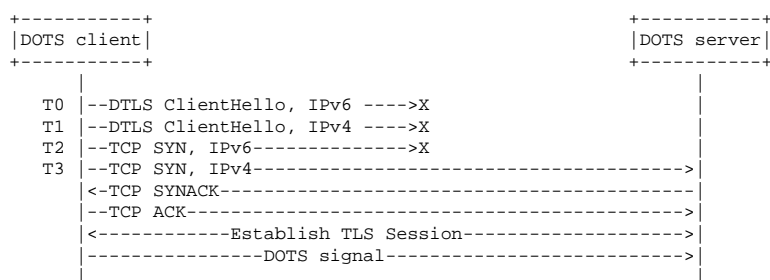 +-----------+                                     +-----------+
|DOTS client|                                     |DOTS server|
+-----------+                                     +-----------+
      |                                                 |
   T0 |--DTLS ClientHello, IPv6 ---->X                  |
   T1 |--DTLS ClientHello, IPv4 ---->X                  |
   T2 |--TCP SYN, IPv6-------------->X                  |
   T3 |--TCP SYN, IPv4--------------------------------->|
      |<-TCP SYNACK-------------------------------------|
      |--TCP ACK--------------------------------------->|
      |<------------Establish TLS Session-------------->|
      |----------------DOTS signal--------------------->|
      |                                                 |